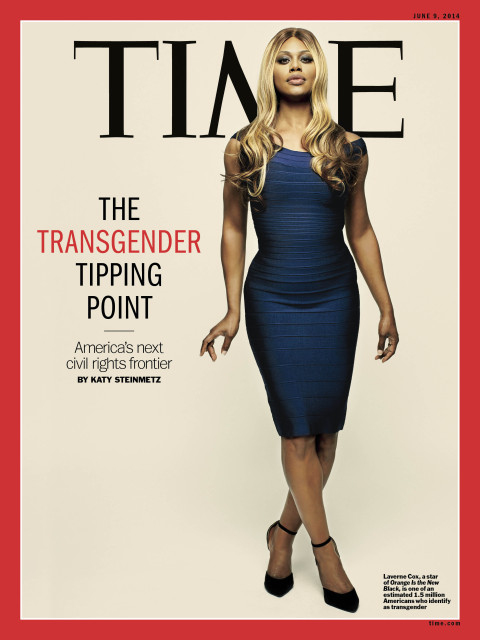 JUNE 9, 2014
TIME
THE
TRANSGENDER
TIPPING
POINT
America's next
civil rights frontier
BY KATY STEINMETZ
Laverne Cox, a star
of Orange Is the New
Black, is one of an
estimated 1.5 million
Americans who identify
as transgender
time.com